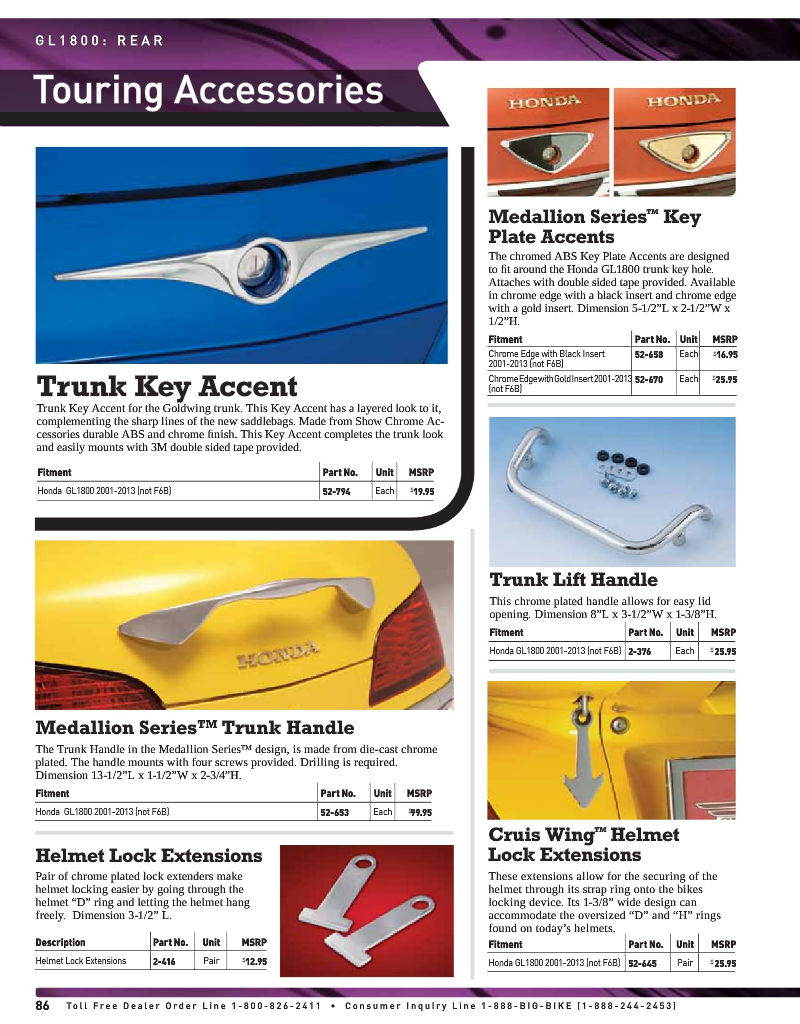 GL1800: REAR
Touring Accessories
HONDA
HONDA
Trunk Key Accent
Trunk Key Accent for the Goldwing trunk. This Key Accent has a layered look to it,
complementing the sharp lines of the new saddlebags. Made from Show Chrome Ac-
cessories durable ABS and chrome finish. This Key Accent completes the trunk look
and easily mounts with 3M double sided tape provided.
Fitment Part No. Unit MSRP
Honda GL1800 2001-2013 (not F6B) 52-794 Each $19.95
HONDA
Medallion Series™ Trunk Handle
The Trunk Handle in the Medallion Series™ design, is made from die-cast chrome
plated. The handle mounts with four screws provided. Drilling is required.
Dimension 13-1/2”L x 1-1/2”W x 2-3/4”H.
Fitment Part No. Unit MSRP
Honda GL1800 2001-2013 (not F6B) 52-653 Each $99.95
Helmet Lock Extensions
Pair of chrome plated lock extenders make
helmet locking easier by going through the
helmet “D” ring and letting the helmet hang
freely. Dimension 3-1/2” L.
Description Part No. Unit MSRP
Helmet Lock Extensions 2-416 Pair $12.95
Medallion Series™ Key
Plate Accents
The chromed ABS Key Plate Accents are designed
to fit around the Honda GL1800 trunk key hole.
Attaches with double sided tape provided. Available
in chrome edge with a black insert and chrome edge
with a gold insert. Dimension 5-1/2”L x 2-1/2”W x
1/2”H.
Fitment Part No. Unit MSRP
Chrome Edge with Black Insert 52-658 Each $16.95
2001-2013 (not F6B)
Chrome Edge with Gold Insert 2001-2013 52-670 Each $25.95
(not F6B)
Trunk Lift Handle
This chrome plated handle allows for easy lid
opening. Dimension 8”L x 3-1/2”W x 1-3/8”H.
Fitment Part No. Unit MSRP
Honda GL1800 2001-2013 (not F6B) 2-376 Each $25.95
Cruis Wing™ Helmet
Lock Extensions
These extensions allow for the securing of the
helmet through its strap ring onto the bikes
locking device. Its 1-3/8” wide design can
accommodate the oversized “D” and “H” rings
found on today’s helmets.
Fitment Part No. Unit MSRP
Honda GL1800 2001-2013 (not F6B) 52-645 Pair $25.95
86 Toll Free Dealer Order Line 1-800-826-2411 • Consumer Inquiry Line 1-888-BIG-BIKE (1-888-244-2453)